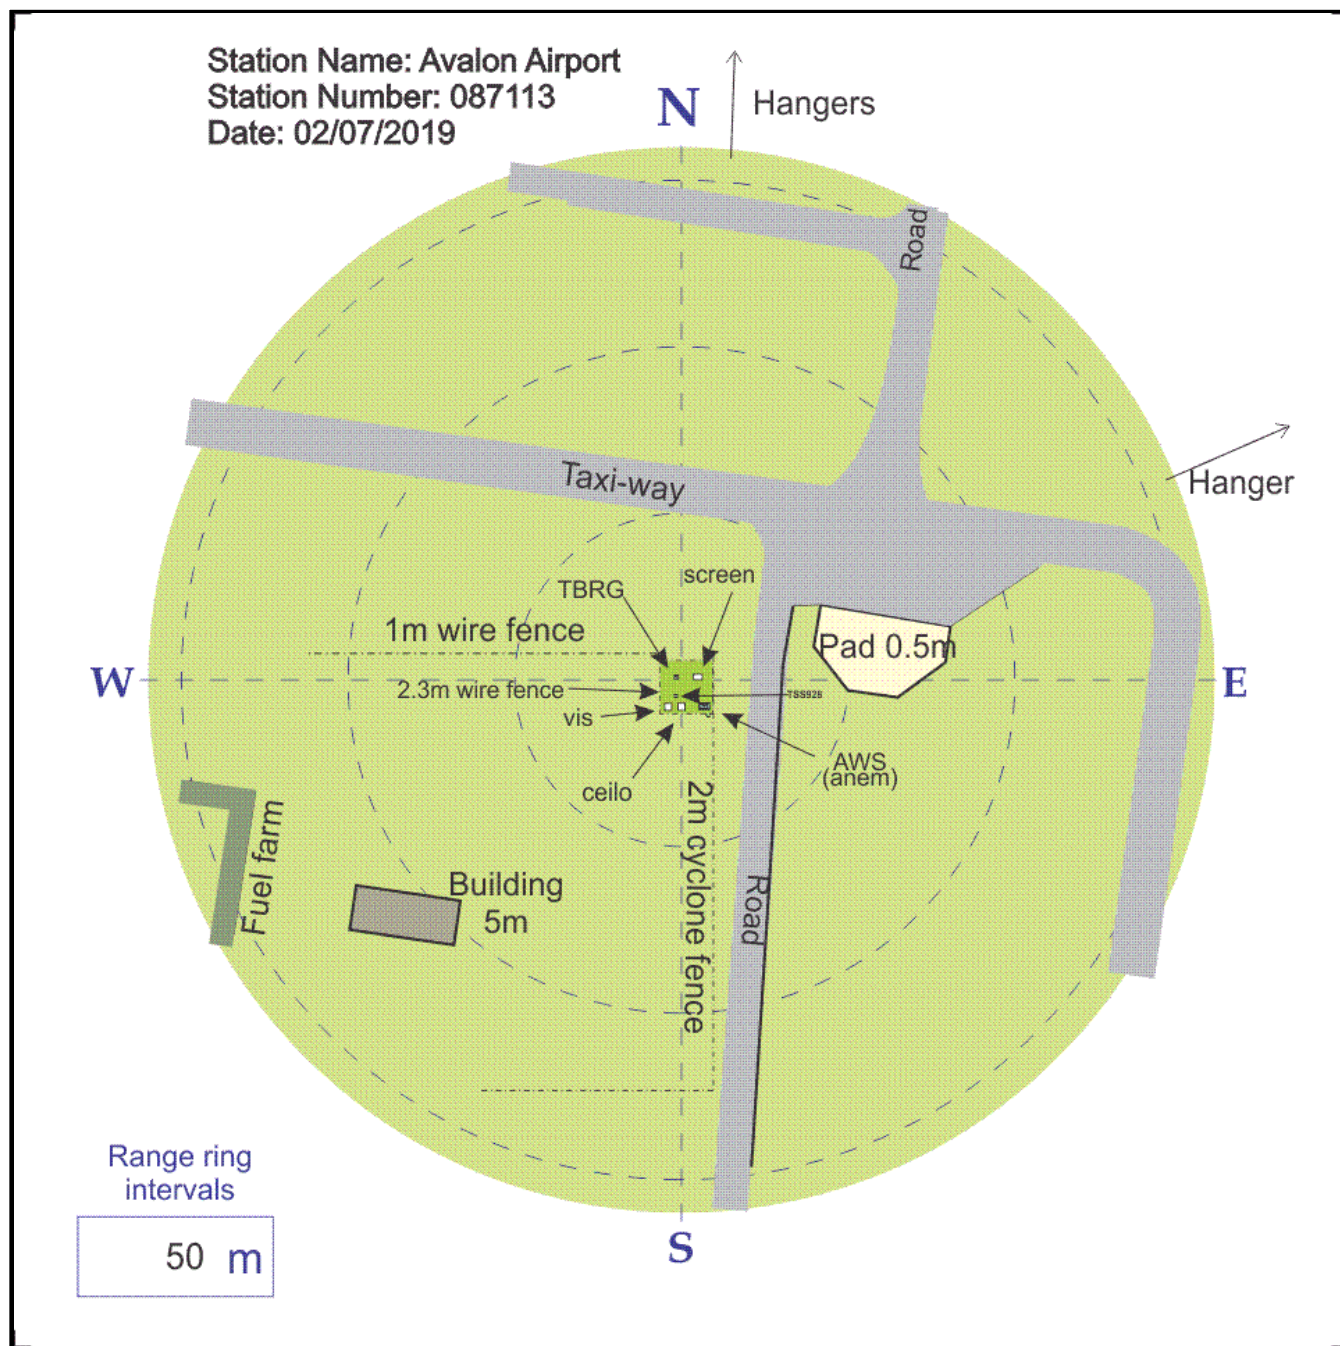 Station Name: Avalon Airport
Station Number: 087113
Date: 02/07/2019
N
Hangers
Road
Hanger
Taxi-way
screen
TBRG
1m wire fence
Pad 0.5m
W
2.3m wire fence
TSS928
E
vis
AWS
(anem)
ceilo
2m cyclone fence
Fuel farm
Building
5m
Road
Range ring
intervals
50 m
S